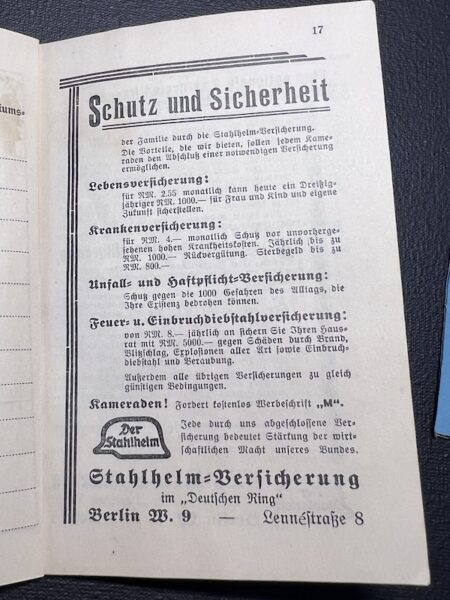 17
iums-
Schutz und Sicherheit
der Familie durch die Stahlhelm-Versicherung.
Die Vorteile, die wir bieten, sollen jedem Kame-
raden den Abschluß einer notwendigen Versicherung
ermöglichen.
Lebensversicherung:
für RM. 2.55 monatlich kann heute ein Dreißig-
jähriger RM. 1000.— für Frau und Kind und eigene
Zukunft sicherstellen.
Krankenversicherung:
für RM. 4.— monatlich Schutz vor unvorherge-
sehenen hohen Krankheitskosten. Jährlich bis zu
RM. 1000.— Rückvergütung. Sterbegeld bis zu
RM. 800.—
Unfall- und Haftpflicht-Versicherung:
Schutz gegen die 1000 Gefahren des Alltags, die
Ihre Existenz bedrohen können.
Feuer- u. Einbruchdiebstahlversicherung:
von RM. 8.— jährlich an sichern Sie Ihren Haus-
rat mit RM. 5000.— gegen Schäden durch Brand,
Blitzschlag, Explosionen aller Art sowie Einbruch-
diebstahl und Beraubung.
Außerdem alle übrigen Versicherungen zu gleich
günstigen Bedingungen.
Kameraden! Fordert kostenlos Werbeschrift „M“.
Der
Stahlhelm
Jede durch uns abgeschlossene Ver-
sicherung bedeutet Stärkung der wirt-
schaftlichen Macht unseres Bundes.
Stahlhelm-Versicherung
im „Deutschen Ring“
Berlin W. 9 — Lennéstraße 8